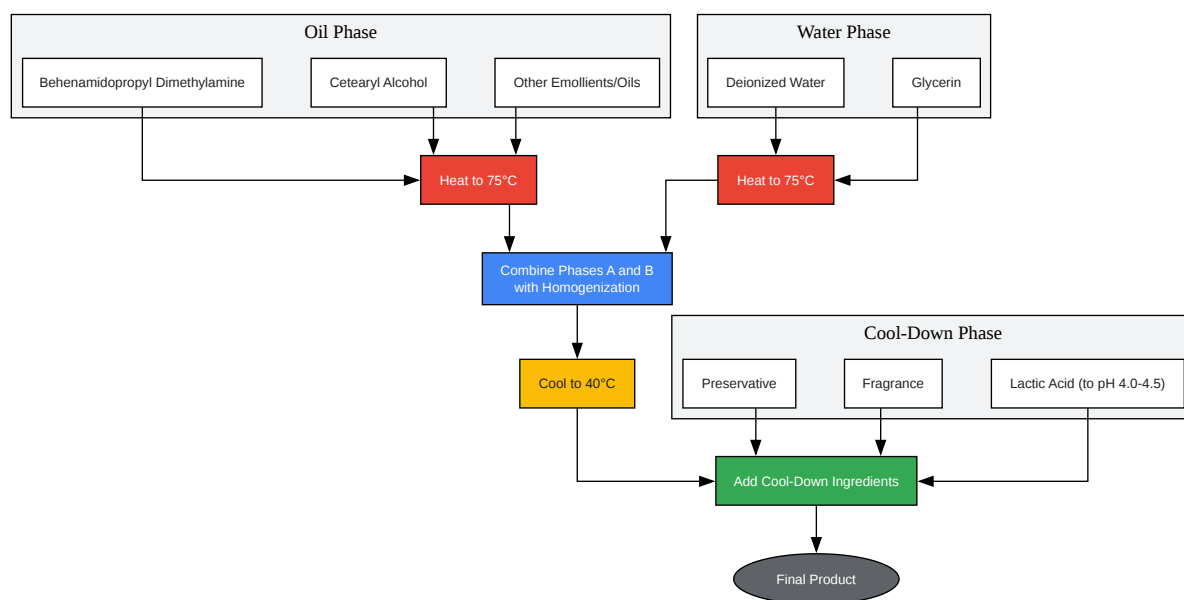 Oil Phase
Water Phase
Behenamidopropyl Dimethylamine
Cetearyl Alcohol
Other Emollients/Oils
Deionized Water
Glycerin
Heat to 75°C
Heat to 75°C
Combine Phases A and B
with Homogenization
Cool-Down Phase
Cool to 40°C
Preservative
Fragrance
Lactic Acid (to pH 4.0-4.5)
Add Cool-Down Ingredients
Final Product